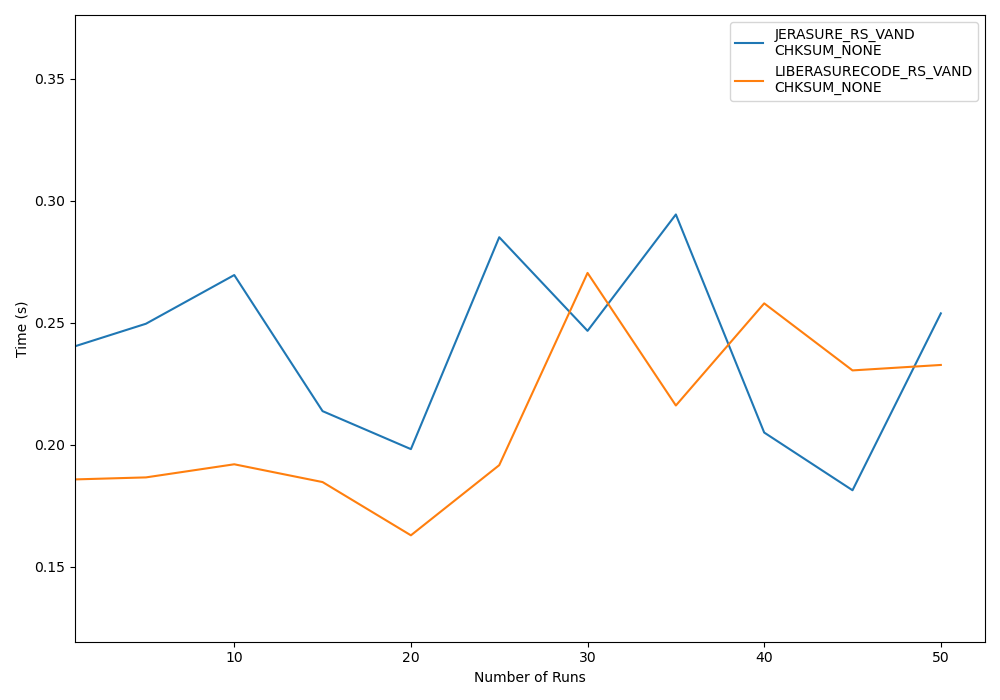 JERASURE_RS_VAND
CHKSUM_NONE
LIBERASURECODE_RS_VAND
CHKSUM_NONE
0.35
0.30
0.25
0.20
0.15
Time (s)
10 20 30 40 50
Number of Runs